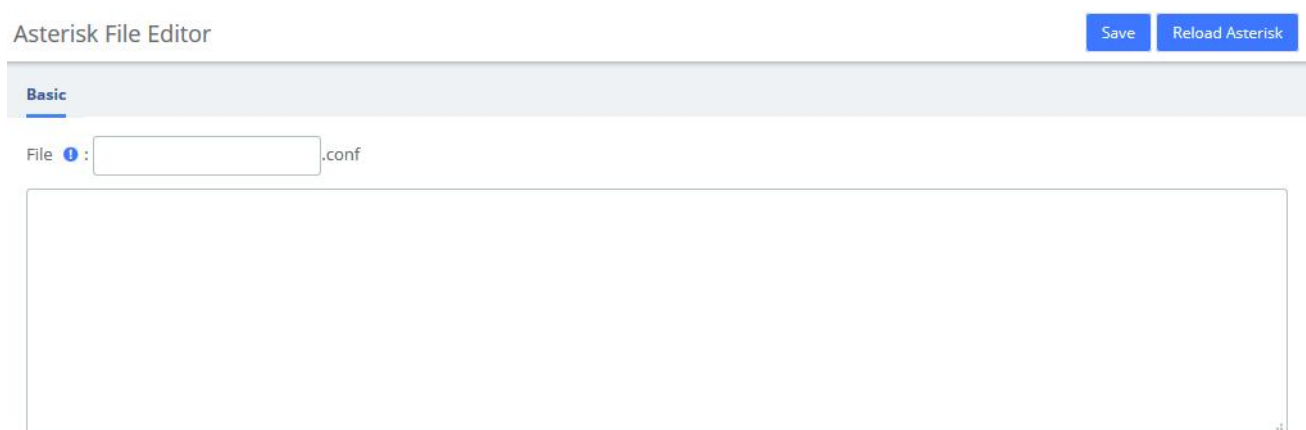 Asterisk File Editor
Save
Reload Asterisk
Basic
File ! :
.conf